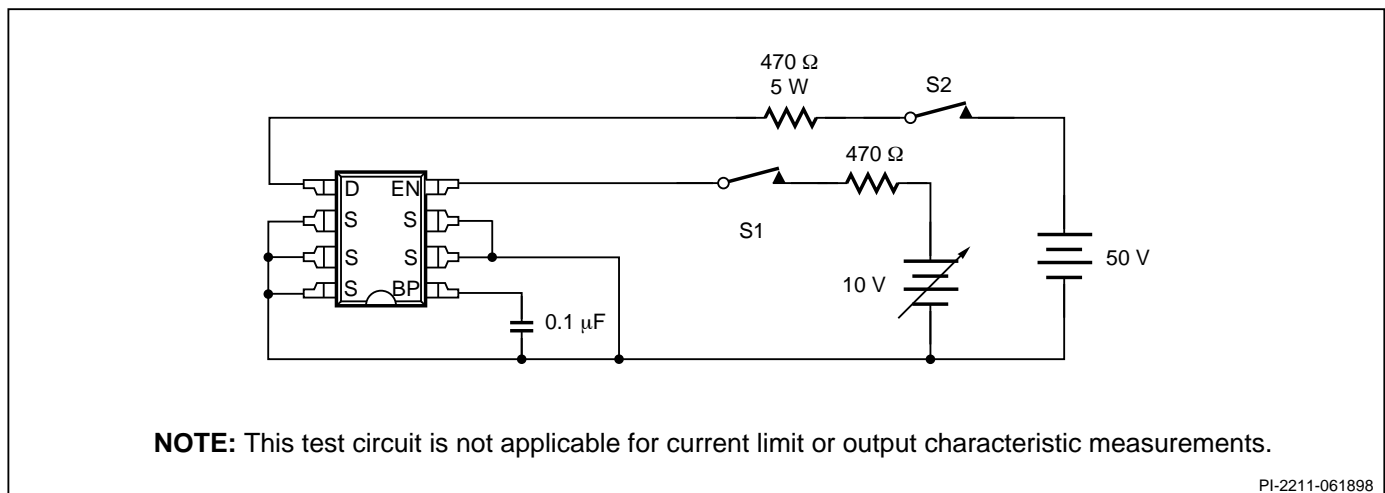 470 Ω
5 W
S2
470 Ω
S1
D EN
S S
S S
S BP
10 V
50 V
0.1 µF
NOTE: This test circuit is not applicable for current limit or output characteristic measurements.
PI-2211-061898